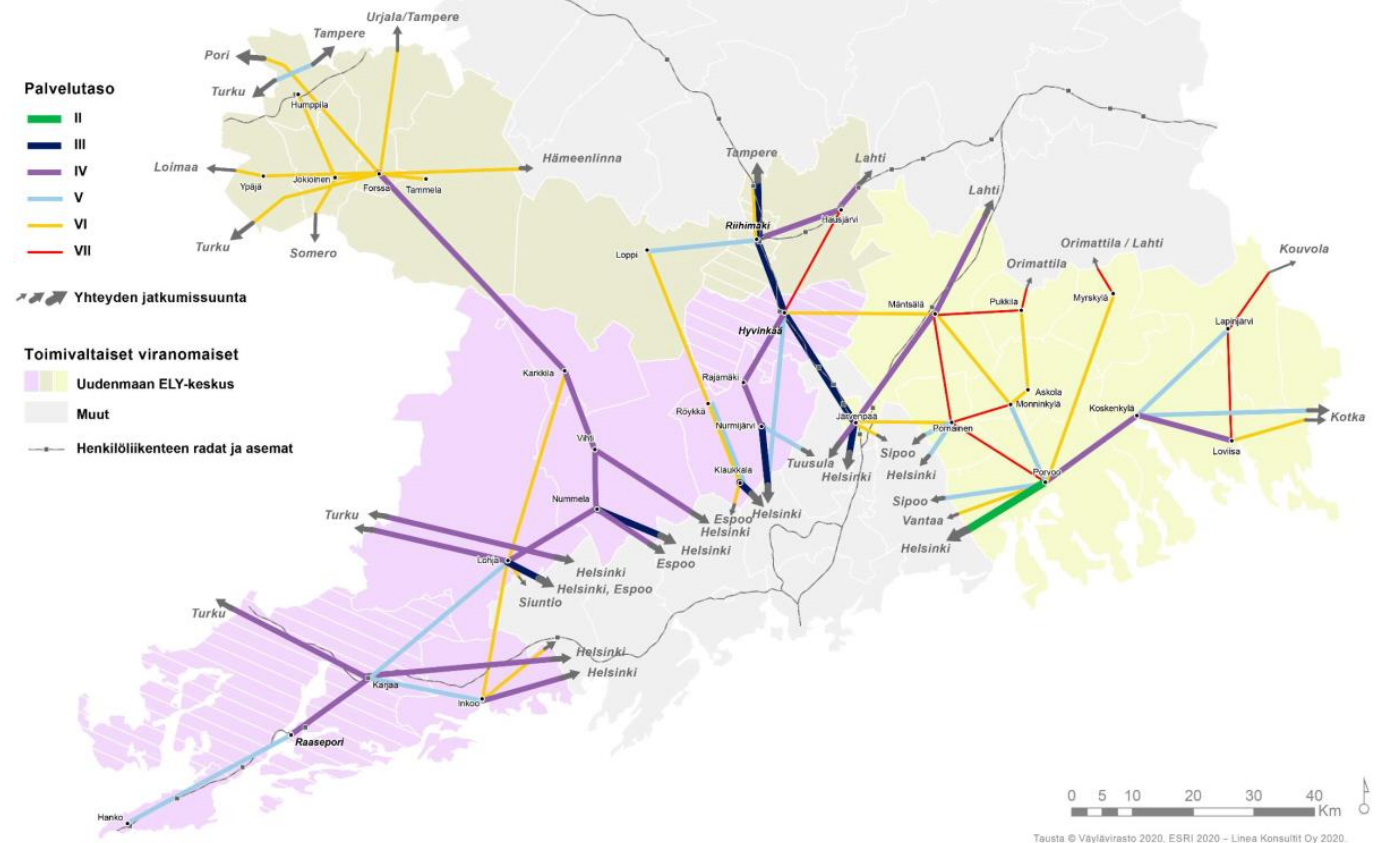 Urjala/Tampere
Tampere
Pori
Turku
Humppila
Palvelutaso
II
III
IV
V
VI
VII
Yhteyden jatkumissuunta
Toimivaltaiset viranomaiset
Uudenmaan ELY-keskus
Muut
Henkilöliikenteen radat ja asemat
Loimaa
Ypäjä
Jokioinen
Forssa
Tammela
Hämeenlinna
Turku
Somero
Tampere
Lahti
Lahti
Riihimäki
Hausjärvi
Loppi
Orimattila / Lahti
Orimattila
Kouvola
Mäntsälä
Pukkila
Myrskylä
Lapinjärvi
Hyvinkää
Karkkila
Rajamäki
Röykkä
Nurmijärvi
Järvenpää
Askola
Monninkylä
Koskenkylä
Kotka
Pornainen
Loviisa
Vihti
Klaukkala
Tuusula
Helsinki
Sipoo
Helsinki
Porvoo
Nummela
Espoo
Helsinki
Helsinki
Sipoo
Vantaa
Helsinki
Turku
Helsinki
Espoo
Lohja
Helsinki
Helsinki, Espoo
Siuntio
Turku
Helsinki
Helsinki
Karjaa
Inkoo
Raasepori
Hanko
0 5 10 20 30 40
Km
Tausta © Väylävirasto 2020, ESRI 2020 – Linea Konsultit Oy 2020.